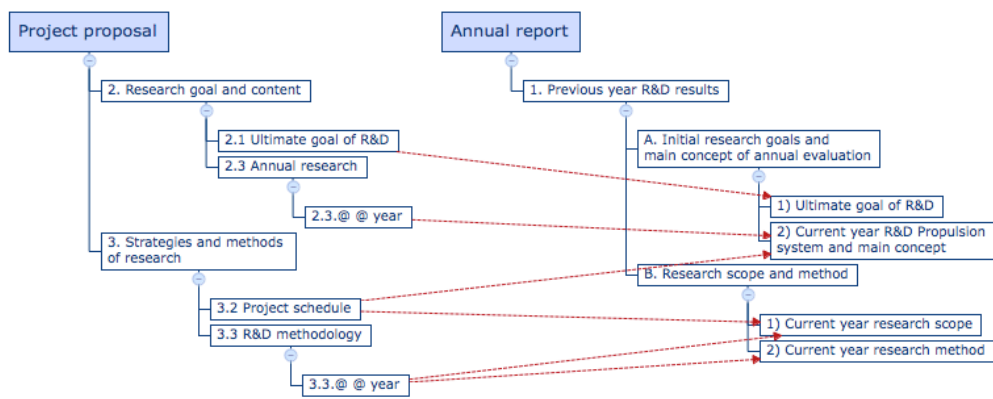 Project proposal
2. Research goal and content
2.1 Ultimate goal of R&D
2.3 Annual research
2.3.@ @ year
3. Strategies and methods
of research
3.2 Project schedule
3.3 R&D methodology
3.3.@ @ year
Annual report
1. Previous year R&D results
A. Initial research goals and
main concept of annual evaluation
1) Ultimate goal of R&D
2) Current year R&D Propulsion
system and main concept
B. Research scope and method
1) Current year research scope
2) Current year research method